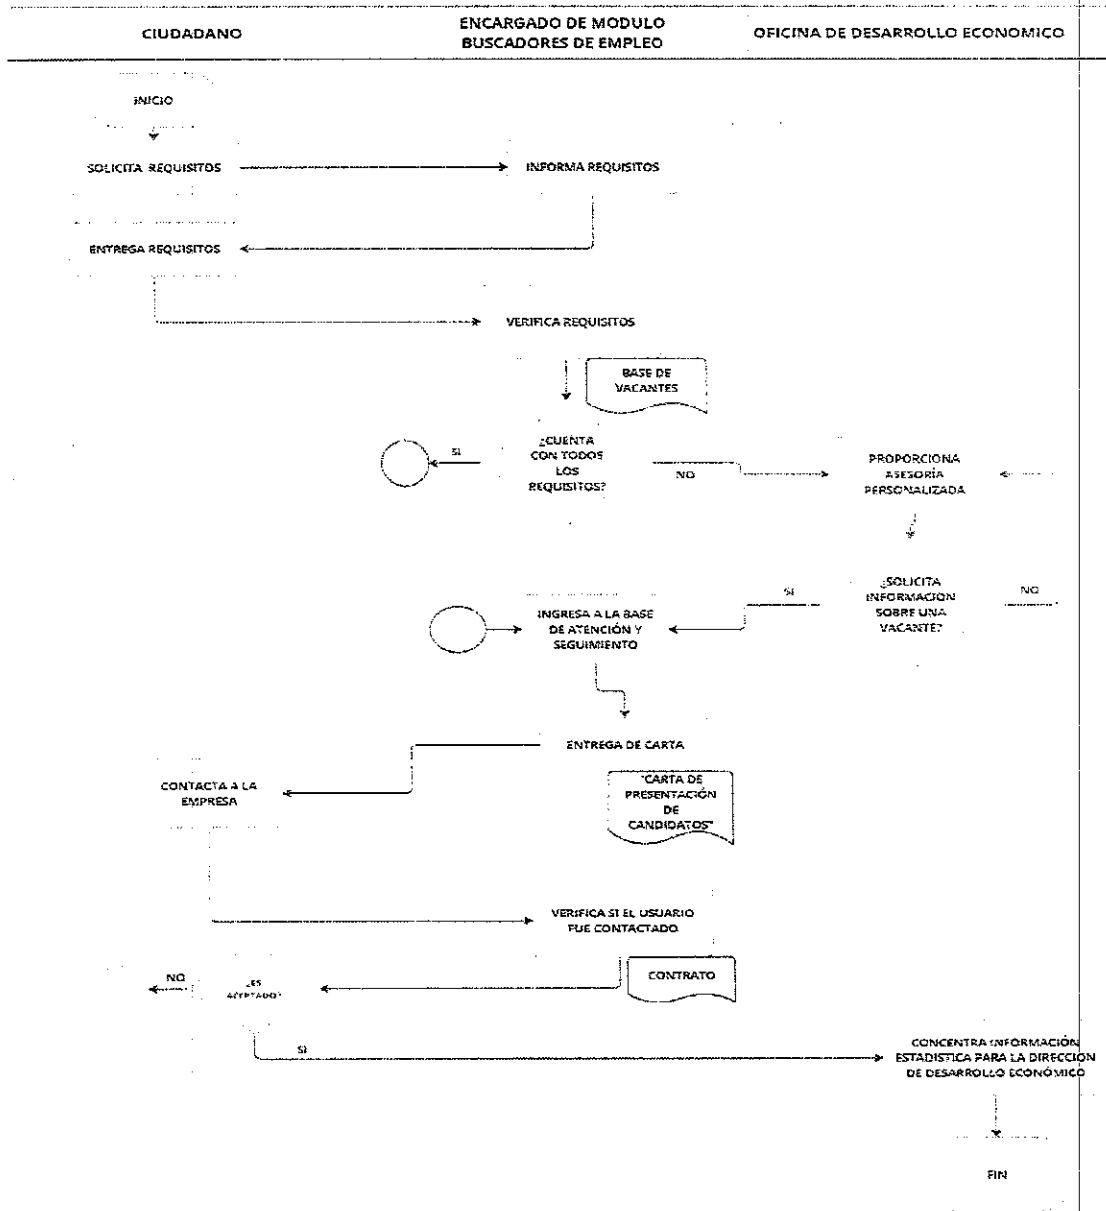 CIUDADANO
ENCARGADO DE MODULO
BUSCADORES DE EMPLEO
OFICINA DE DESARROLLO ECONOMICO
INICIO
SOLICITA REQUISITOS
INFORMA REQUISITOS
ENTREGA REQUISITOS
VERIFICA REQUISITOS
BASE DE
VACANTES
¿CUENTA
CON TODOS
LOS
REQUISITOS?
SI
NO
PROPORCIONA
ASESORÍA
PERSONALIZADA
¿SOLICITA
INFORMACION
SOBRE UNA
VACANTE?
SI
NO
INGRESA A LA BASE
DE ATENCIÓN Y
SEGUIMIENTO
ENTREGA DE CARTA
"CARTA DE
PRESENTACIÓN
DE
CANDIDATOS"
CONTACTA A LA
EMPRESA
VERIFICA SI EL USUARIO
FUE CONTACTADO
CONTRATO
¿ES
ACEPTADO?
NO
SI
CONCENTRA INFORMACIÓN
ESTADISTICA PARA LA DIRECCION
DE DESARROLLO ECONÓMICO
FIN